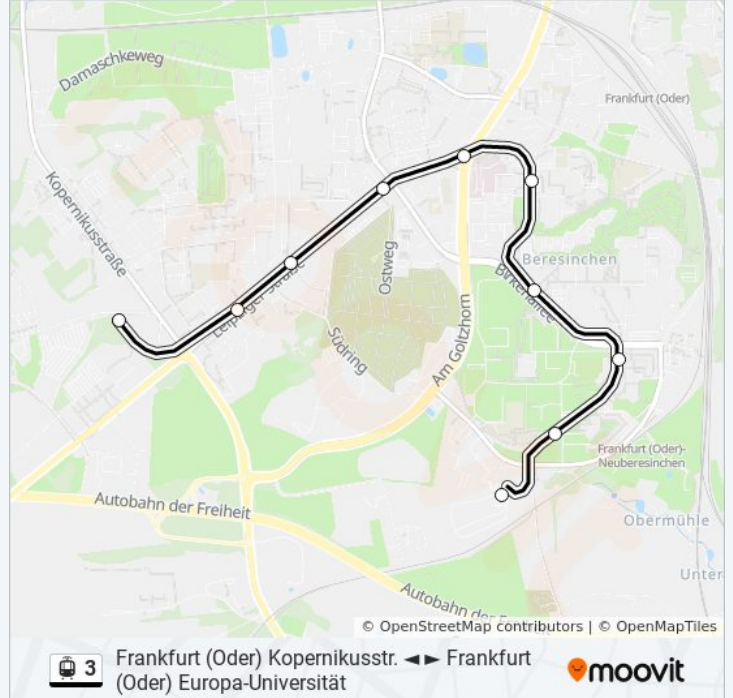 Damaschkeweg
Frankfurt (Oder)
Kopernikusstraße
Ostweg
Beresinchen
Birkenallee
Leipziger Straße
Südring
Am Goltzhorn
Frankfurt (Oder)-
Neuberesinchen
Autobahn der Freiheit
Obermühle
Unter
Autobahn der Freiheit
© OpenStreetMap contributors | © OpenMapTiles
3
Frankfurt (Oder) Kopernikusstr. ◄► Frankfurt
(Oder) Europa-Universität
moovit